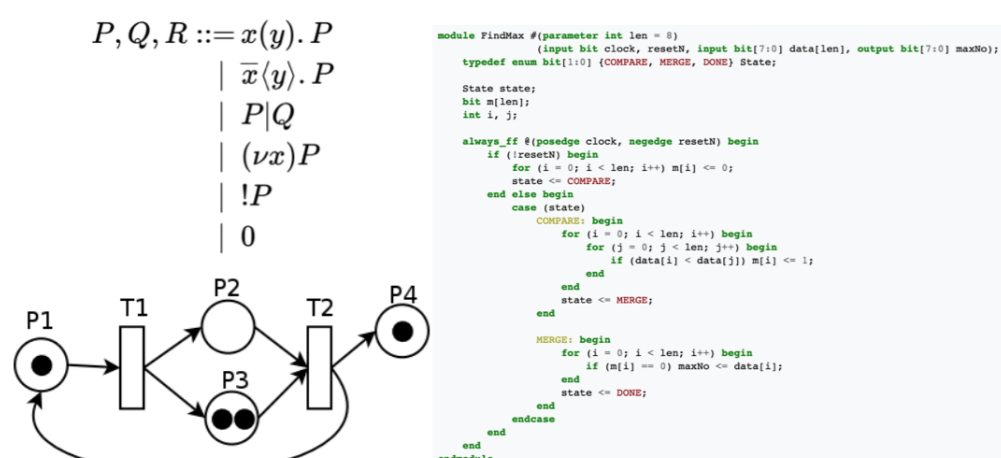 P, Q, R ::= x(y). P
| x̅⟨y⟩. P
| P|Q
| (νx)P
| !P
| 0
P1
T1
P2
P3
T2
P4
module FindMax #(parameter int len = 8)
(input bit clock, resetN, input bit[7:0] data[len], output bit[7:0] maxNo);
typedef enum bit[1:0] {COMPARE, MERGE, DONE} State;
State state;
bit m[len];
int i, j;
always_ff @(posedge clock, negedge resetN) begin
if (!resetN) begin
for (i = 0; i < len; i++) m[i] <= 0;
state <= COMPARE;
end else begin
case (state)
COMPARE: begin
for (i = 0; i < len; i++) begin
for (j = 0; j < len; j++) begin
if (data[i] < data[j]) m[i] <= 1;
end
end
state <= MERGE;
end
MERGE: begin
for (i = 0; i < len; i++) begin
if (m[i] == 0) maxNo <= data[i];
end
state <= DONE;
end
endcase
end
end
endmodule